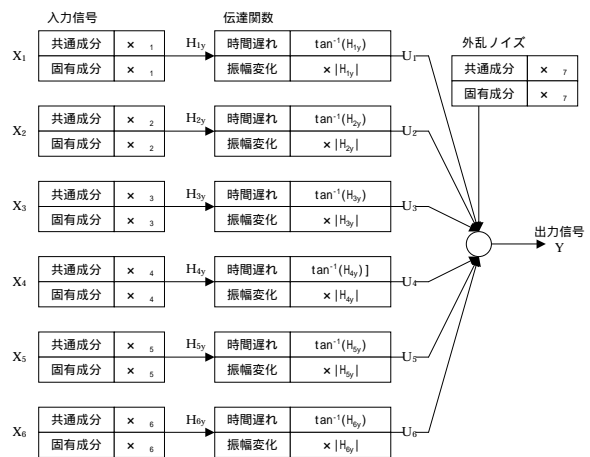 入力信号
伝達関数
共通成分 × ₁
固有成分 × ₁
X₁
H₁y
時間遅れ tan⁻¹(H₁y)
振幅変化 ×|H₁y|
U₁
外乱ノイズ
共通成分 × ₇
固有成分 × ₇
共通成分 × ₂
固有成分 × ₂
X₂
H₂y
時間遅れ tan⁻¹(H₂y)
振幅変化 ×|H₂y|
U₂
共通成分 × ₃
固有成分 × ₃
X₃
H₃y
時間遅れ tan⁻¹(H₃y)
振幅変化 ×|H₃y|
U₃
出力信号
Y
共通成分 × ₄
固有成分 × ₄
X₄
H₄y
時間遅れ tan⁻¹(H₄y)]
振幅変化 ×|H₄y|
U₄
共通成分 × ₅
固有成分 × ₅
X₅
H₅y
時間遅れ tan⁻¹(H₅y)
振幅変化 ×|H₅y|
U₅
共通成分 × ₆
固有成分 × ₆
X₆
H₆y
時間遅れ tan⁻¹(H₆y)
振幅変化 ×|H₆y|
U₆